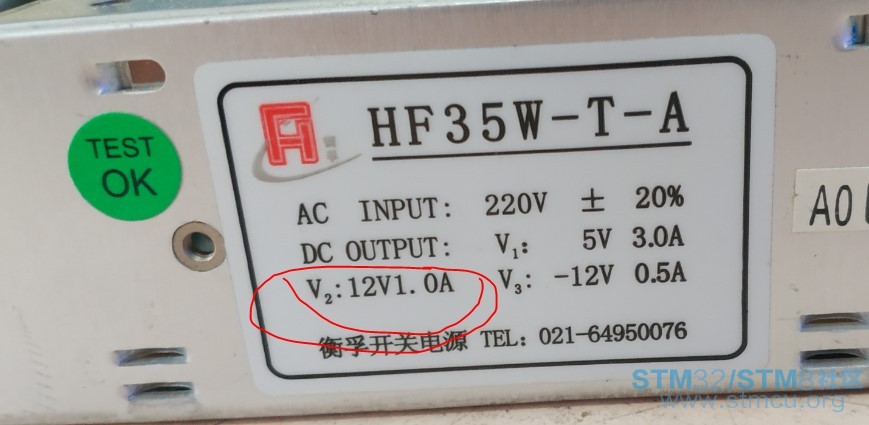 HF35W-T-A
TEST
OK
AC INPUT: 220V ± 20%
DC OUTPUT: V₁: 5V 3.0A
V₂:12V1.0A V₃: -12V 0.5A
衡孚开关电源 TEL: 021-64950076
A0
STM32/STM8社区
www.stmcu.org